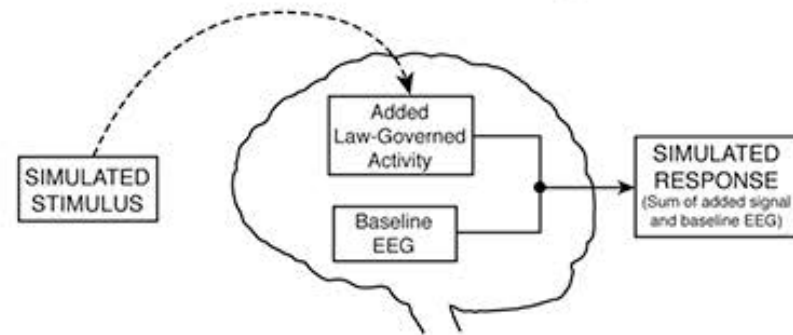 SIMULATED
STIMULUS
Added
Law-Governed
Activity
Baseline
EEG
SIMULATED
RESPONSE
(Sum of added signal
and baseline EEG)